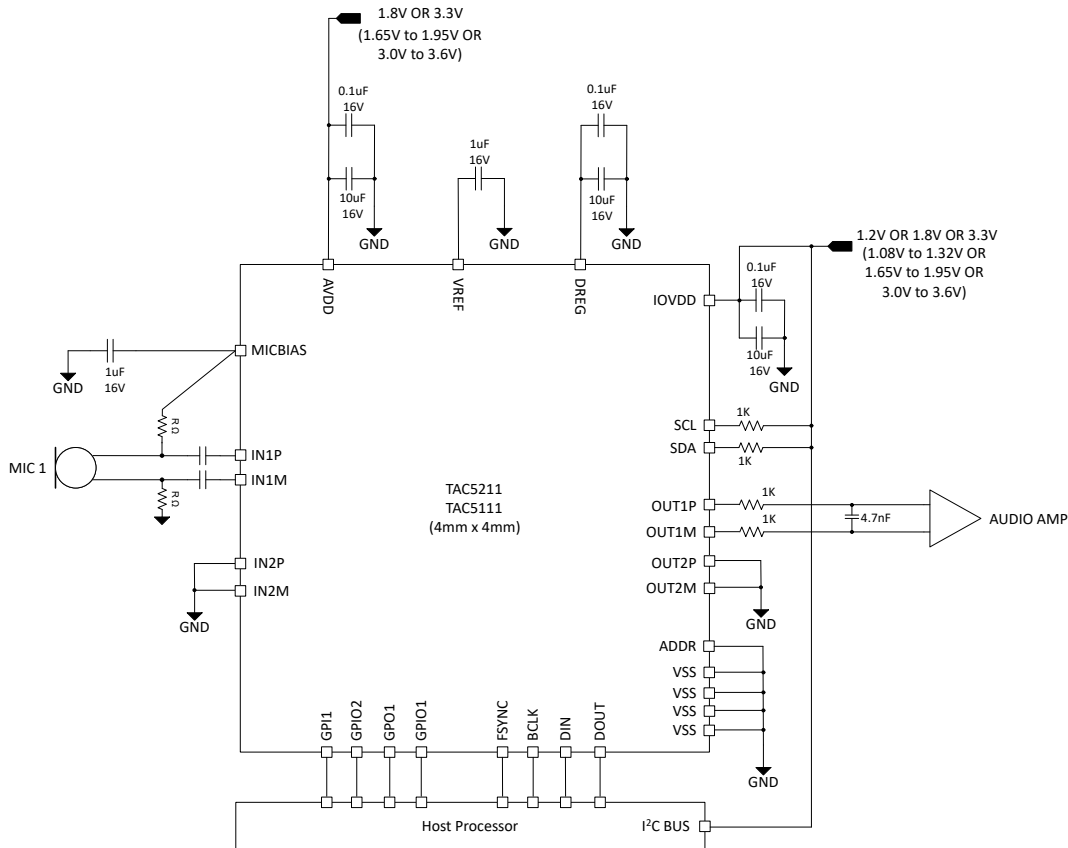 1.8V OR 3.3V
(1.65V to 1.95V OR
3.0V to 3.6V)
0.1uF
16V
10uF
16V
GND
1uF
16V
GND
0.1uF
16V
10uF
16V
GND
1.2V OR 1.8V OR 3.3V
(1.08V to 1.32V OR
1.65V to 1.95V OR
3.0V to 3.6V)
0.1uF
16V
10uF
16V
GND
AVDD
VREF
DREG
IOVDD
MICBIAS
1uF
16V
GND
R Ω
IN1P
MIC 1
IN1M
R Ω
IN2P
IN2M
GND
TAC5211
TAC5111
(4mm x 4mm)
SCL
1K
SDA
1K
OUT1P
1K
OUT1M
1K
4.7nF
AUDIO AMP
OUT2P
OUT2M
GND
ADDR
VSS
VSS
VSS
VSS
GND
GPI1
GPIO2
GPO1
GPIO1
FSYNC
BCLK
DIN
DOUT
Host Processor
I²C BUS